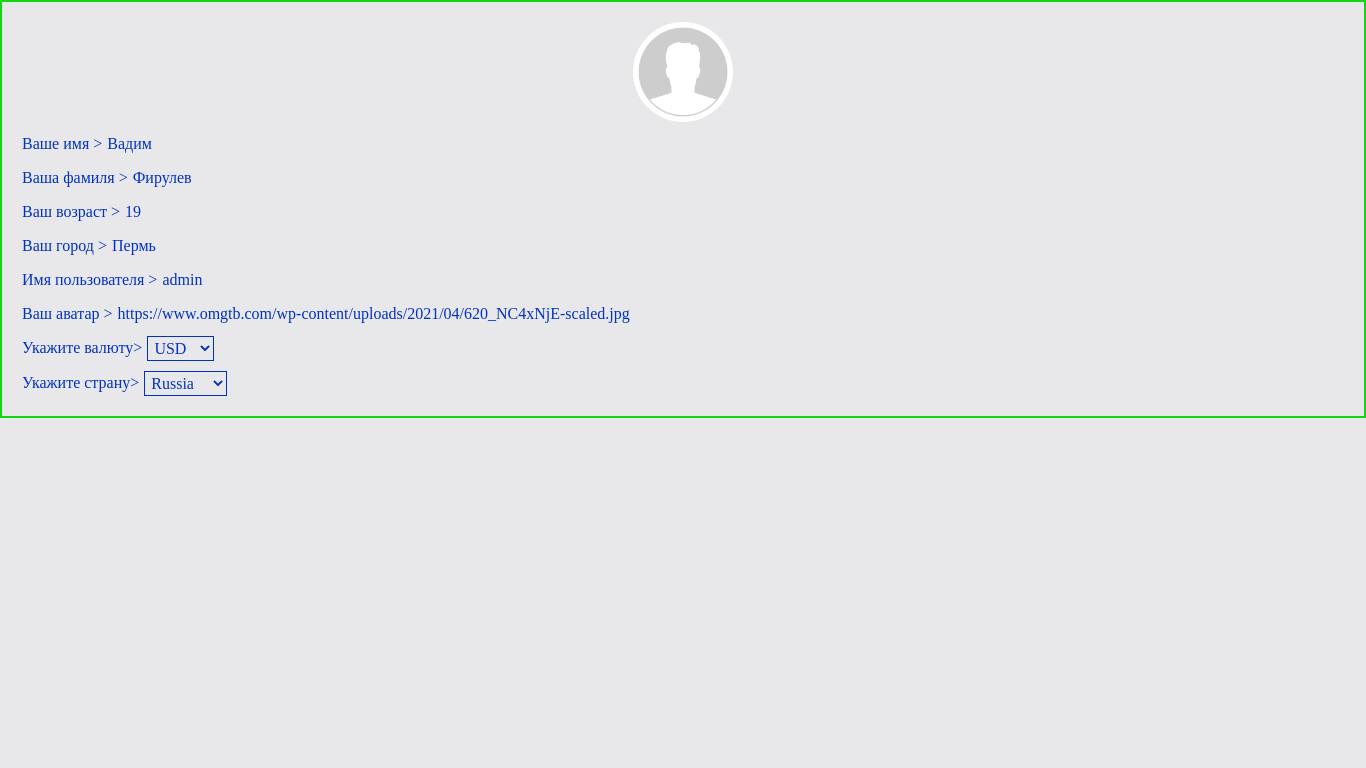 Ваше имя > Вадим
Ваша фамиля > Фирулев
Ваш возраст > 19
Ваш город > Пермь
Имя пользователя > admin
Ваш аватар > https://www.omgtb.com/wp-content/uploads/2021/04/620_NC4xNjE-scaled.jpg
Укажите валюту> USD
Укажите страну> Russia